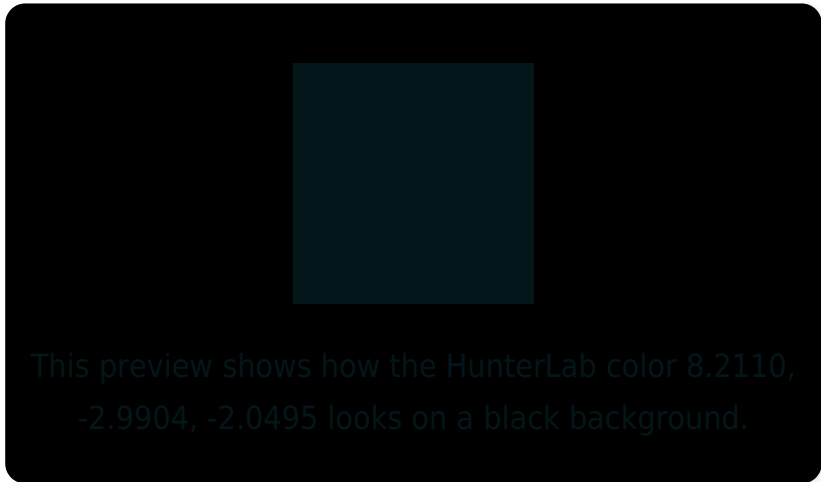 This preview shows how the HunterLab color 8.2110,
-2.9904, -2.0495 looks on a black background.